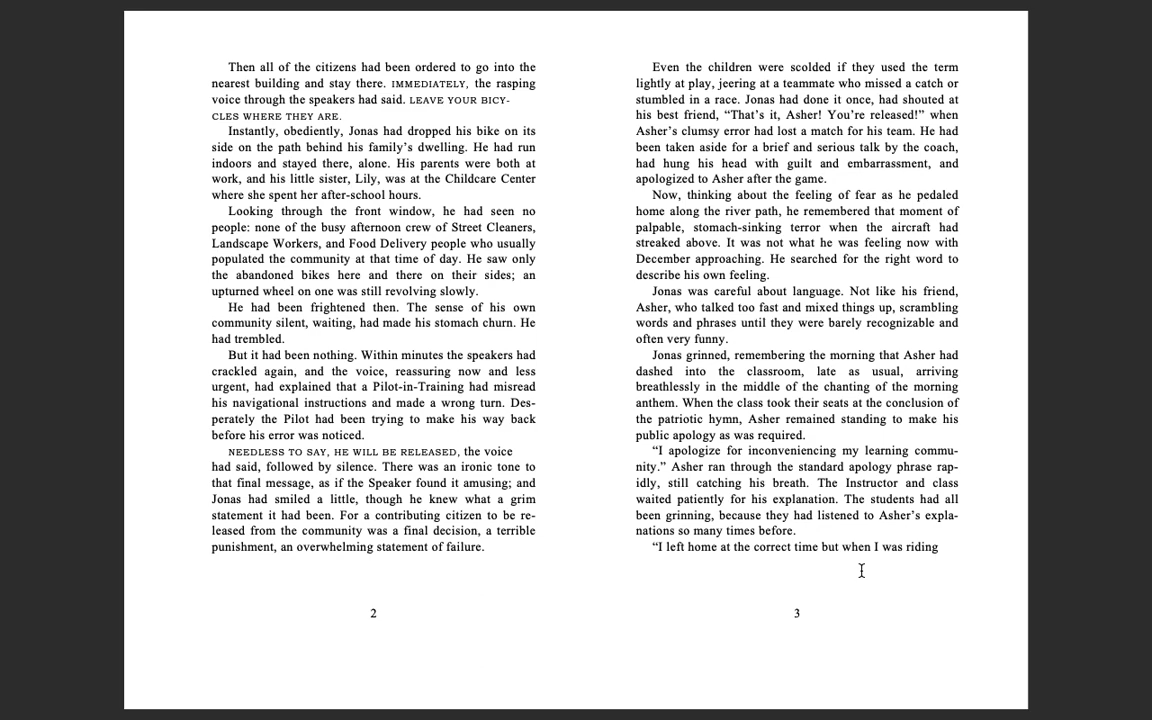 Then all of the citizens had been ordered to go into the
nearest building and stay there. IMMEDIATELY, the rasping
voice through the speakers had said. LEAVE YOUR BICY-
CLES WHERE THEY ARE.
Instantly, obediently, Jonas had dropped his bike on its
side on the path behind his family's dwelling. He had run
indoors and stayed there, alone. His parents were both at
work, and his little sister, Lily, was at the Childcare Center
where she spent her after-school hours.
Looking through the front window, he had seen no
people: none of the busy afternoon crew of Street Cleaners,
Landscape Workers, and Food Delivery people who usually
populated the community at that time of day. He saw only
the abandoned bikes here and there on their sides; an
upturned wheel on one was still revolving slowly.
He had been frightened then. The sense of his own
community silent, waiting, had made his stomach churn. He
had trembled.
But it had been nothing. Within minutes the speakers had
crackled again, and the voice, reassuring now and less
urgent, had explained that a Pilot-in-Training had misread
his navigational instructions and made a wrong turn. Des-
perately the Pilot had been trying to make his way back
before his error was noticed.
NEEDLESS TO SAY, HE WILL BE RELEASED, the voice
had said, followed by silence. There was an ironic tone to
that final message, as if the Speaker found it amusing; and
Jonas had smiled a little, though he knew what a grim
statement it had been. For a contributing citizen to be re-
leased from the community was a final decision, a terrible
punishment, an overwhelming statement of failure.
2
Even the children were scolded if they used the term
lightly at play, jeering at a teammate who missed a catch or
stumbled in a race. Jonas had done it once, had shouted at
his best friend, “That's it, Asher! You're released!” when
Asher's clumsy error had lost a match for his team. He had
been taken aside for a brief and serious talk by the coach,
had hung his head with guilt and embarrassment, and
apologized to Asher after the game.
Now, thinking about the feeling of fear as he pedaled
home along the river path, he remembered that moment of
palpable, stomach-sinking terror when the aircraft had
streaked above. It was not what he was feeling now with
December approaching. He searched for the right word to
describe his own feeling.
Jonas was careful about language. Not like his friend,
Asher, who talked too fast and mixed things up, scrambling
words and phrases until they were barely recognizable and
often very funny.
Jonas grinned, remembering the morning that Asher had
dashed into the classroom, late as usual, arriving
breathlessly in the middle of the chanting of the morning
anthem. When the class took their seats at the conclusion of
the patriotic hymn, Asher remained standing to make his
public apology as was required.
“I apologize for inconveniencing my learning commu-
nity.” Asher ran through the standard apology phrase rap-
idly, still catching his breath. The Instructor and class
waited patiently for his explanation. The students had all
been grinning, because they had listened to Asher's expla-
nations so many times before.
“I left home at the correct time but when I was riding
3